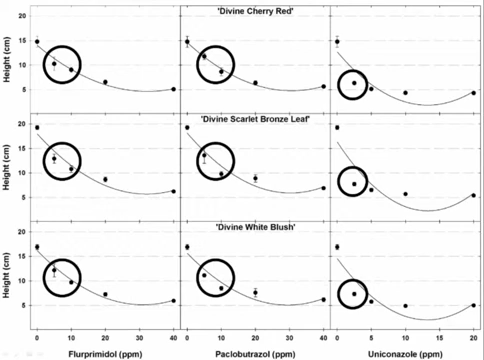 'Divine Cherry Red'
Height (cm)
20
15
10
5
'Divine Scarlet Bronze Leaf'
Height (cm)
20
15
10
5
'Divine White Blush'
Height (cm)
20
15
10
5
0 10 20 30 40 0 10 20 30 40 0 5 10 15 20
Flurprimidol (ppm) Paclobutrazol (ppm) Uniconazole (ppm)